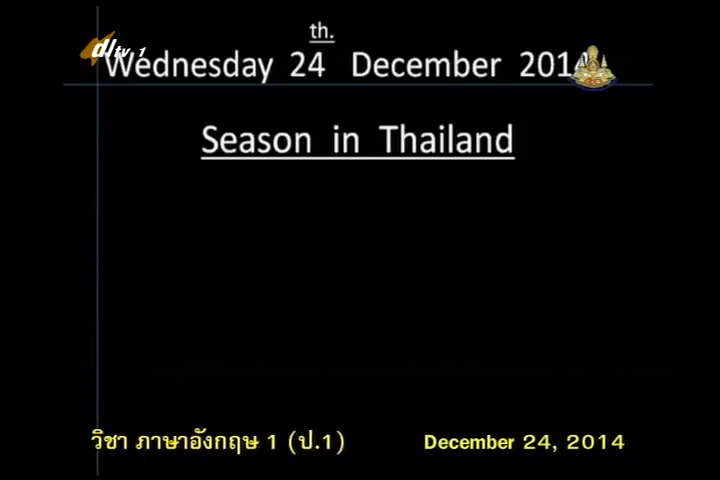 dltv 1
th.
Wednesday 24 December 2014
Season in Thailand
วิชา ภาษาอังกฤษ 1 (ป.1)
December 24, 2014